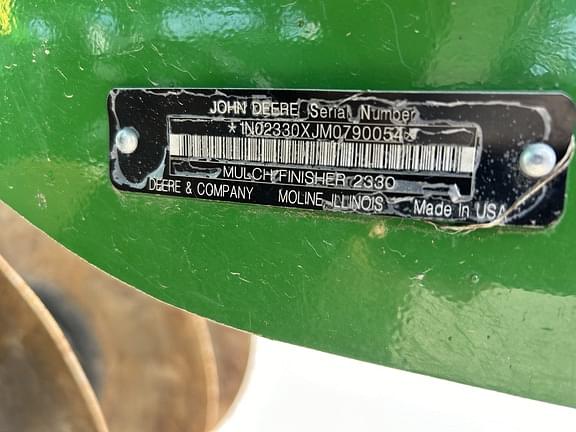 JOHN DEERE Serial Number
*1N02330XJM0790054*
MULCH FINISHER 2330
DEERE & COMPANY MOLINE, ILLINOIS Made In USA